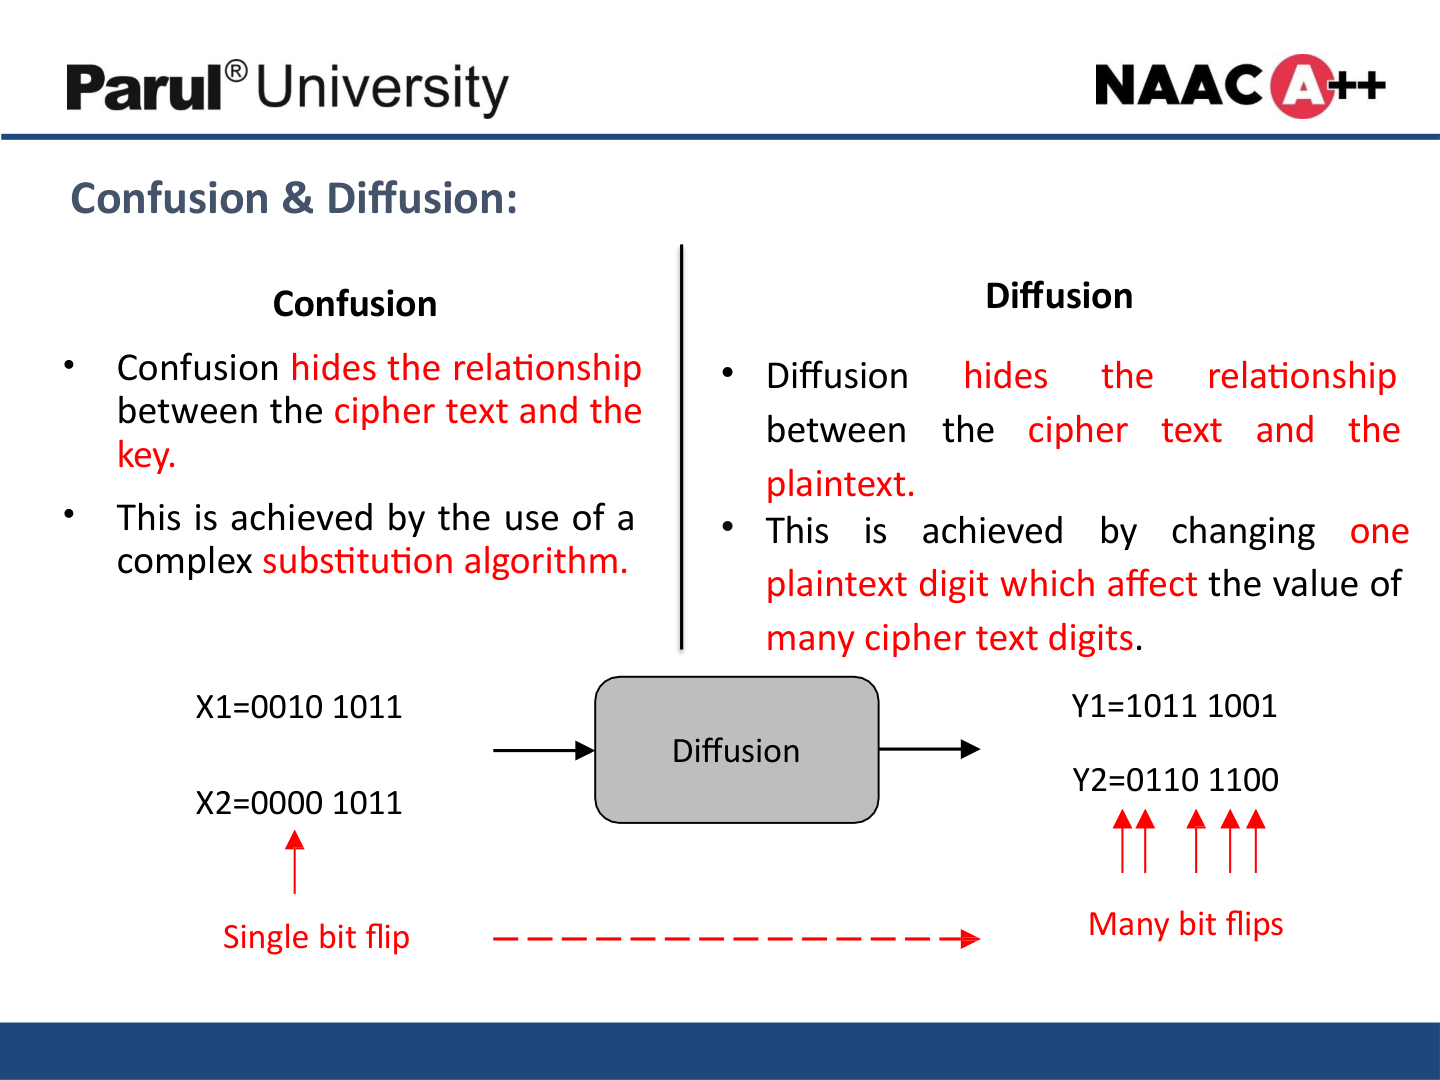 Parul® University
NAAC A++
Confusion & Diffusion:
Confusion
• Confusion hides the relationship
between the cipher text and the
key.
• This is achieved by the use of a
complex substitution algorithm.
Diffusion
• Diffusion hides the relationship
between the cipher text and the
plaintext.
• This is achieved by changing one
plaintext digit which affect the value of
many cipher text digits.
X1=0010 1011
X2=0000 1011
Single bit flip
Diffusion
Y1=1011 1001
Y2=0110 1100
Many bit flips